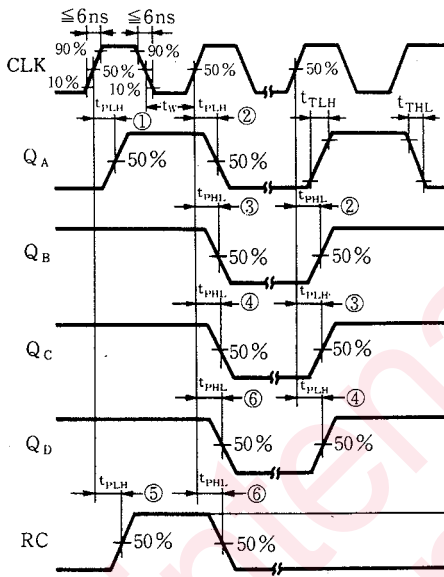 ≦6ns ≦6ns
90% 90%
CLK 50% 50% 50%
10% 10%
tPLH tW tPLH tTLH tTHL
① ②
QA 50% 50%
tPHL ③ tPHL ②
QB 50% 50%
tPHL ④ tPLH ③
QC 50% 50%
tPHL ⑥ tPLH ④
QD 50% 50%
tPLH ⑤ tPHL ⑥
RC 50% 50%